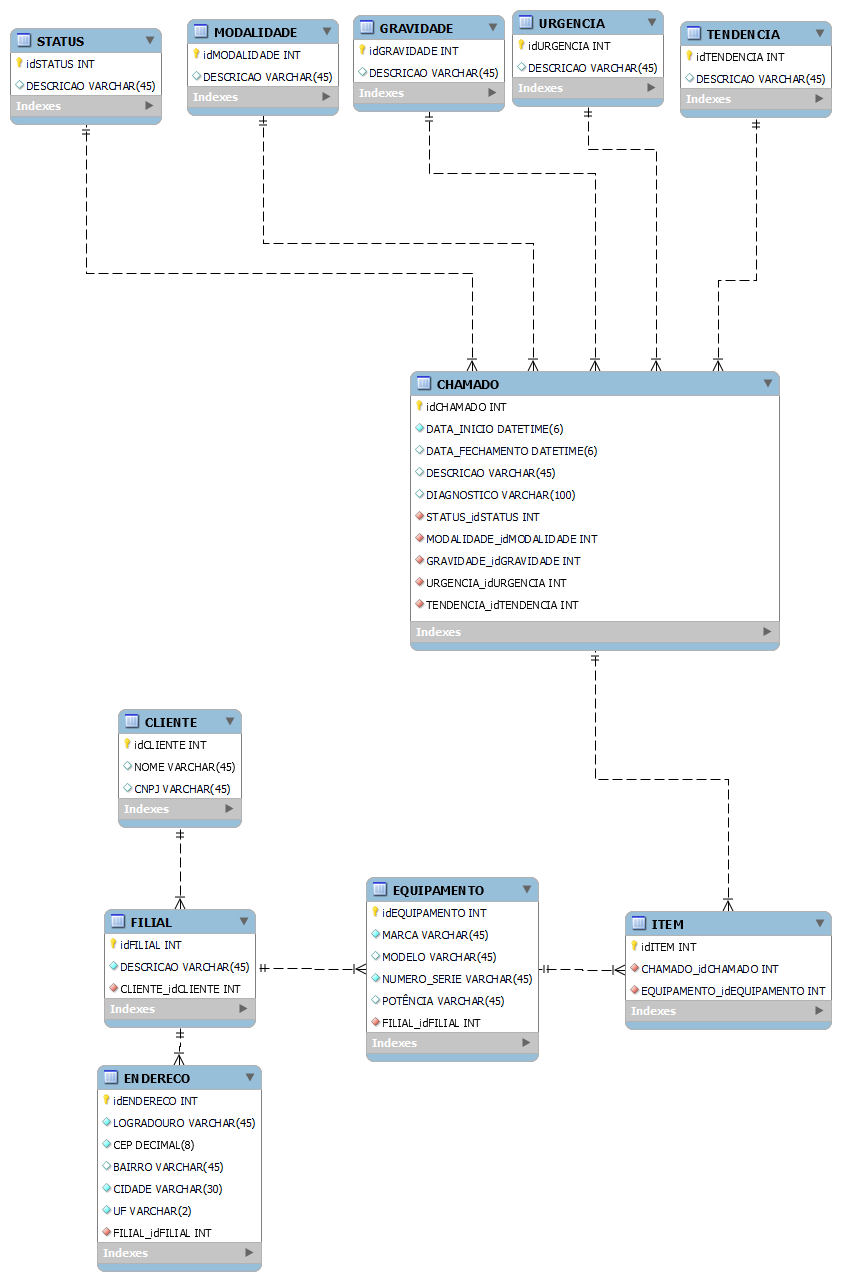 STATUS
idSTATUS INT
DESCRICAO VARCHAR(45)
Indexes
MODALIDADE
idMODALIDADE INT
DESCRICAO VARCHAR(45)
Indexes
GRAVIDADE
idGRAVIDADE INT
DESCRICAO VARCHAR(45)
Indexes
URGENCIA
idURGENCIA INT
DESCRICAO VARCHAR(45)
Indexes
TENDENCIA
idTENDENCIA INT
DESCRICAO VARCHAR(45)
Indexes
CHAMADO
idCHAMADO INT
DATA_INICIO DATETIME(6)
DATA_FECHAMENTO DATETIME(6)
DESCRICAO VARCHAR(45)
DIAGNOSTICO VARCHAR(100)
STATUS_idSTATUS INT
MODALIDADE_idMODALIDADE INT
GRAVIDADE_idGRAVIDADE INT
URGENCIA_idURGENCIA INT
TENDENCIA_idTENDENCIA INT
Indexes
CLIENTE
idCLIENTE INT
NOME VARCHAR(45)
CNPJ VARCHAR(45)
Indexes
FILIAL
idFILIAL INT
DESCRICAO VARCHAR(45)
CLIENTE_idCLIENTE INT
Indexes
EQUIPAMENTO
idEQUIPAMENTO INT
MARCA VARCHAR(45)
MODELO VARCHAR(45)
NUMERO_SERIE VARCHAR(45)
POTÊNCIA VARCHAR(45)
FILIAL_idFILIAL INT
Indexes
ITEM
idITEM INT
CHAMADO_idCHAMADO INT
EQUIPAMENTO_idEQUIPAMENTO INT
Indexes
ENDERECO
idENDERECO INT
LOGRADOURO VARCHAR(45)
CEP DECIMAL(8)
BAIRRO VARCHAR(45)
CIDADE VARCHAR(30)
UF VARCHAR(2)
FILIAL_idFILIAL INT
Indexes